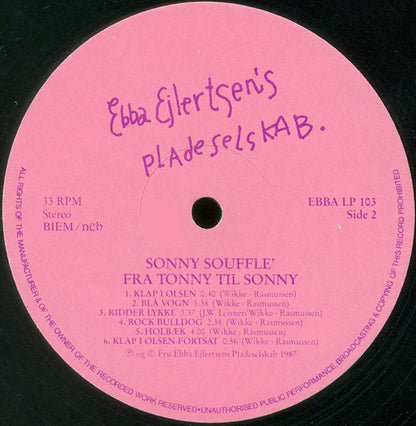 Ebba Ejlertsen's
pladeselskAB.
33 RPM
Stereo
BIEM/ncb
EBBA LP 103
Side 2
SONNY SOUFFLE'
FRA TONNY TIL SONNY
1. KLAP I OLSEN 0.40 (Wikke - Rasmussen)
2. BLÅ VOGN 3.38 (Wikke - Rasmussen)
3. RIDDER LYKKE 3.37 (J.W. Leisner/Wikke - Rasmussen)
4. ROCK BULLDOG 2.38 (Wikke - Rasmussen)
5. HOLBÆK 4.00 (Wikke - Rasmussen)
6. KLAP I OLSEN-FORTSAT 0.56 (Wikke - Rasmussen)
℗ og © Fru Ebba Ejlertsens Pladeselskab 1987
ALL RIGHTS OF THE MANUFACTURER & OF THE OWNER OF THE RECORDED WORK RESERVED•UNAUTHORISED PUBLIC PERFORMANCE BROADCASTING & COPYING OF THIS RECORD PROHIBITED